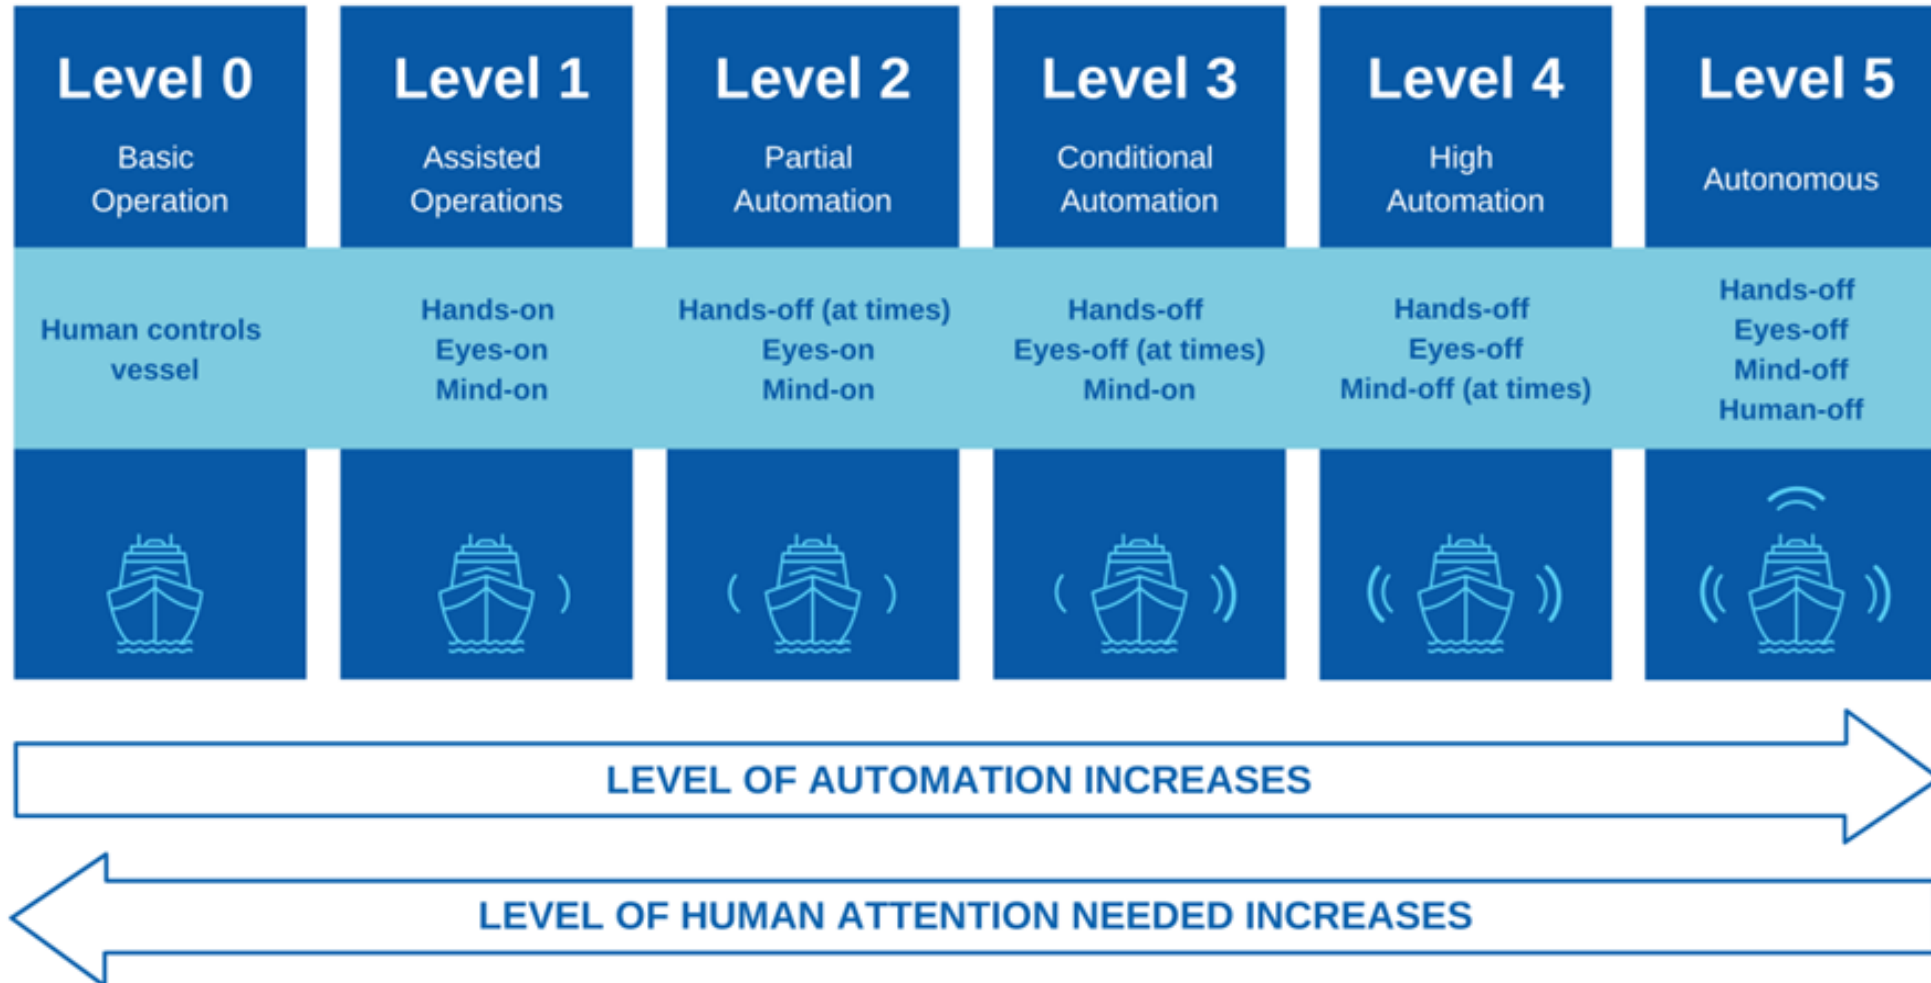 Level 0
Basic
Operation
Human controls
vessel
Level 1
Assisted
Operations
Hands-on
Eyes-on
Mind-on
Level 2
Partial
Automation
Hands-off (at times)
Eyes-on
Mind-on
Level 3
Conditional
Automation
Hands-off
Eyes-off (at times)
Mind-on
Level 4
High
Automation
Hands-off
Eyes-off
Mind-off (at times)
Level 5
Autonomous
Hands-off
Eyes-off
Mind-off
Human-off
LEVEL OF AUTOMATION INCREASES
LEVEL OF HUMAN ATTENTION NEEDED INCREASES